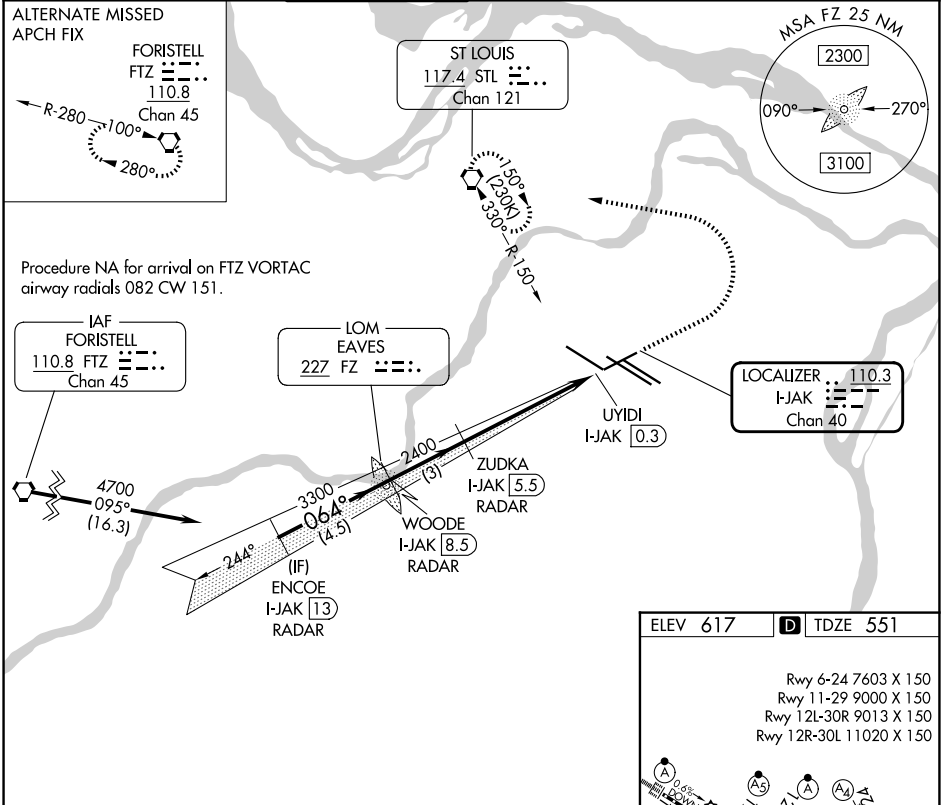 ALTERNATE MISSED
APCH FIX
FORISTELL
FTZ
110.8
Chan 45
R-280
100°
280°
ST LOUIS
117.4 STL
Chan 121
150°
(230K)
330°
R-150
MSA FZ 25 NM
2300
090°
270°
3100
Procedure NA for arrival on FTZ VORTAC
airway radials 082 CW 151.
IAF
FORISTELL
110.8 FTZ
Chan 45
LOM
EAVES
227 FZ
LOCALIZER 110.3
I-JAK
Chan 40
UYIDI
I-JAK 0.3
4700
095°
(16.3)
3300
064°
(4.5)
2400
(3)
244°
ZUDKA
I-JAK 5.5
RADAR
WOODE
I-JAK 8.5
RADAR
(IF)
ENCOE
I-JAK 13
RADAR
ELEV 617
D
TDZE 551
Rwy 6-24 7603 X 150
Rwy 11-29 9000 X 150
Rwy 12L-30R 9013 X 150
Rwy 12R-30L 11020 X 150
A
0.6%
DOWN
A5
A
A4